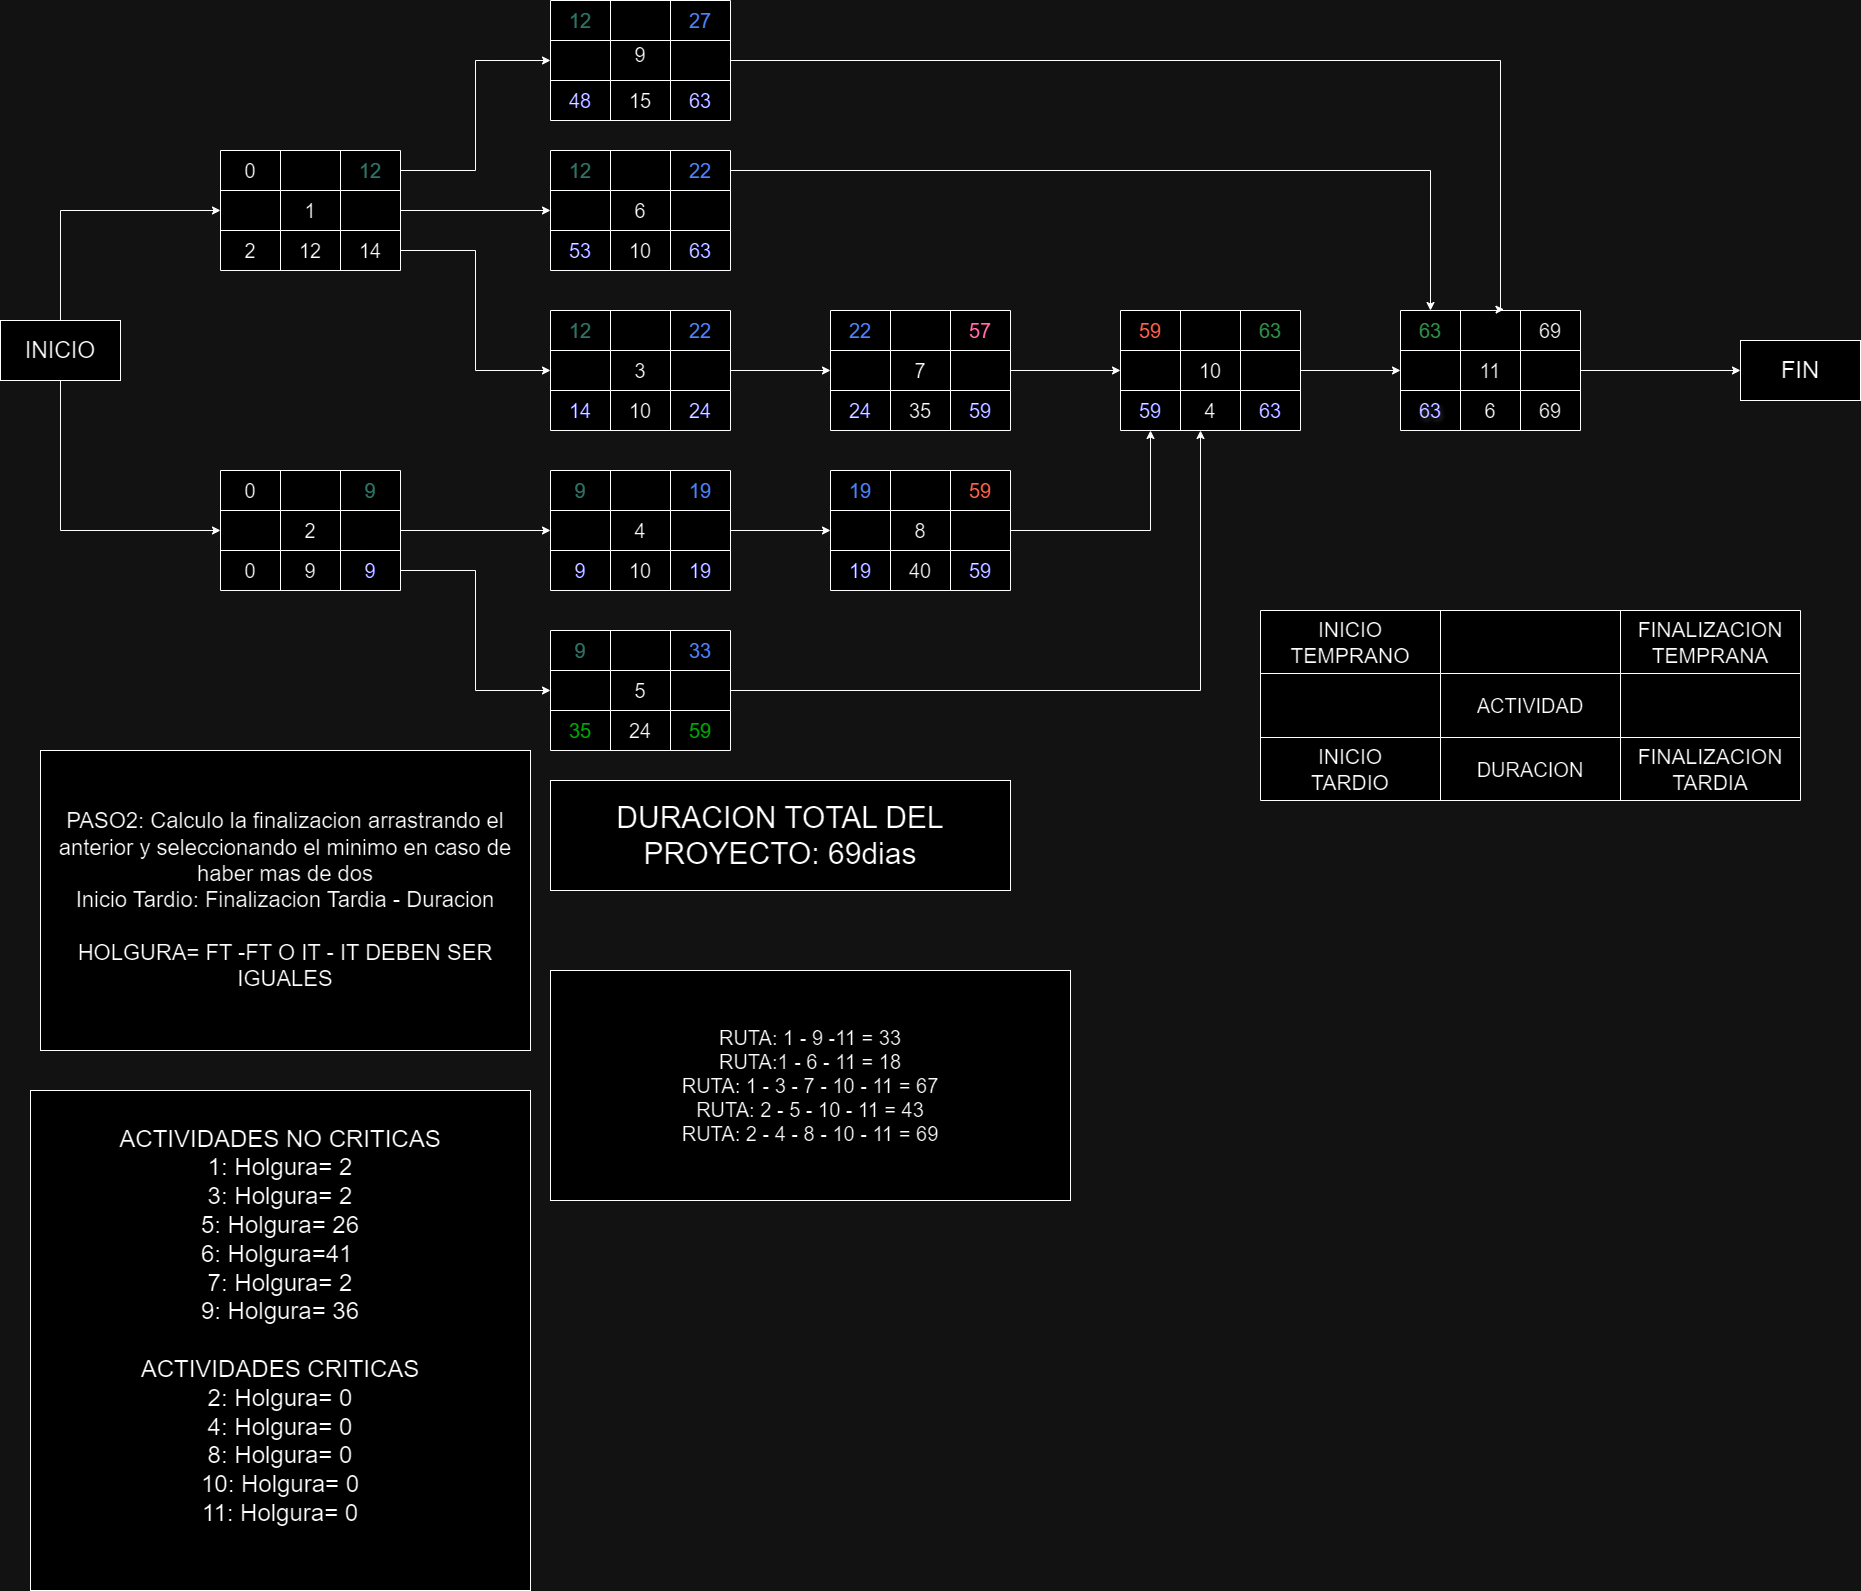 12 27
9
48 15 63
0 12
1
2 12 14
12 22
6
53 10 63
INICIO
12 22
3
14 10 24
22 57
7
24 35 59
59 63
10
59 4 63
63 69
11
63 6 69
FIN
0 9
2
0 9 9
9 19
4
9 10 19
19 59
8
19 40 59
9 33
5
35 24 59
INICIO
TEMPRANO
FINALIZACION
TEMPRANA
ACTIVIDAD
INICIO
TARDIO
DURACION
FINALIZACION
TARDIA
PASO2: Calculo la finalizacion arrastrando el
anterior y seleccionando el minimo en caso de
haber mas de dos
Inicio Tardio: Finalizacion Tardia - Duracion
HOLGURA= FT -FT O IT - IT DEBEN SER
IGUALES
DURACION TOTAL DEL
PROYECTO: 69dias
RUTA: 1 - 9 -11 = 33
RUTA:1 - 6 - 11 = 18
RUTA: 1 - 3 - 7 - 10 - 11 = 67
RUTA: 2 - 5 - 10 - 11 = 43
RUTA: 2 - 4 - 8 - 10 - 11 = 69
ACTIVIDADES NO CRITICAS
1: Holgura= 2
3: Holgura= 2
5: Holgura= 26
6: Holgura=41
7: Holgura= 2
9: Holgura= 36
ACTIVIDADES CRITICAS
2: Holgura= 0
4: Holgura= 0
8: Holgura= 0
10: Holgura= 0
11: Holgura= 0